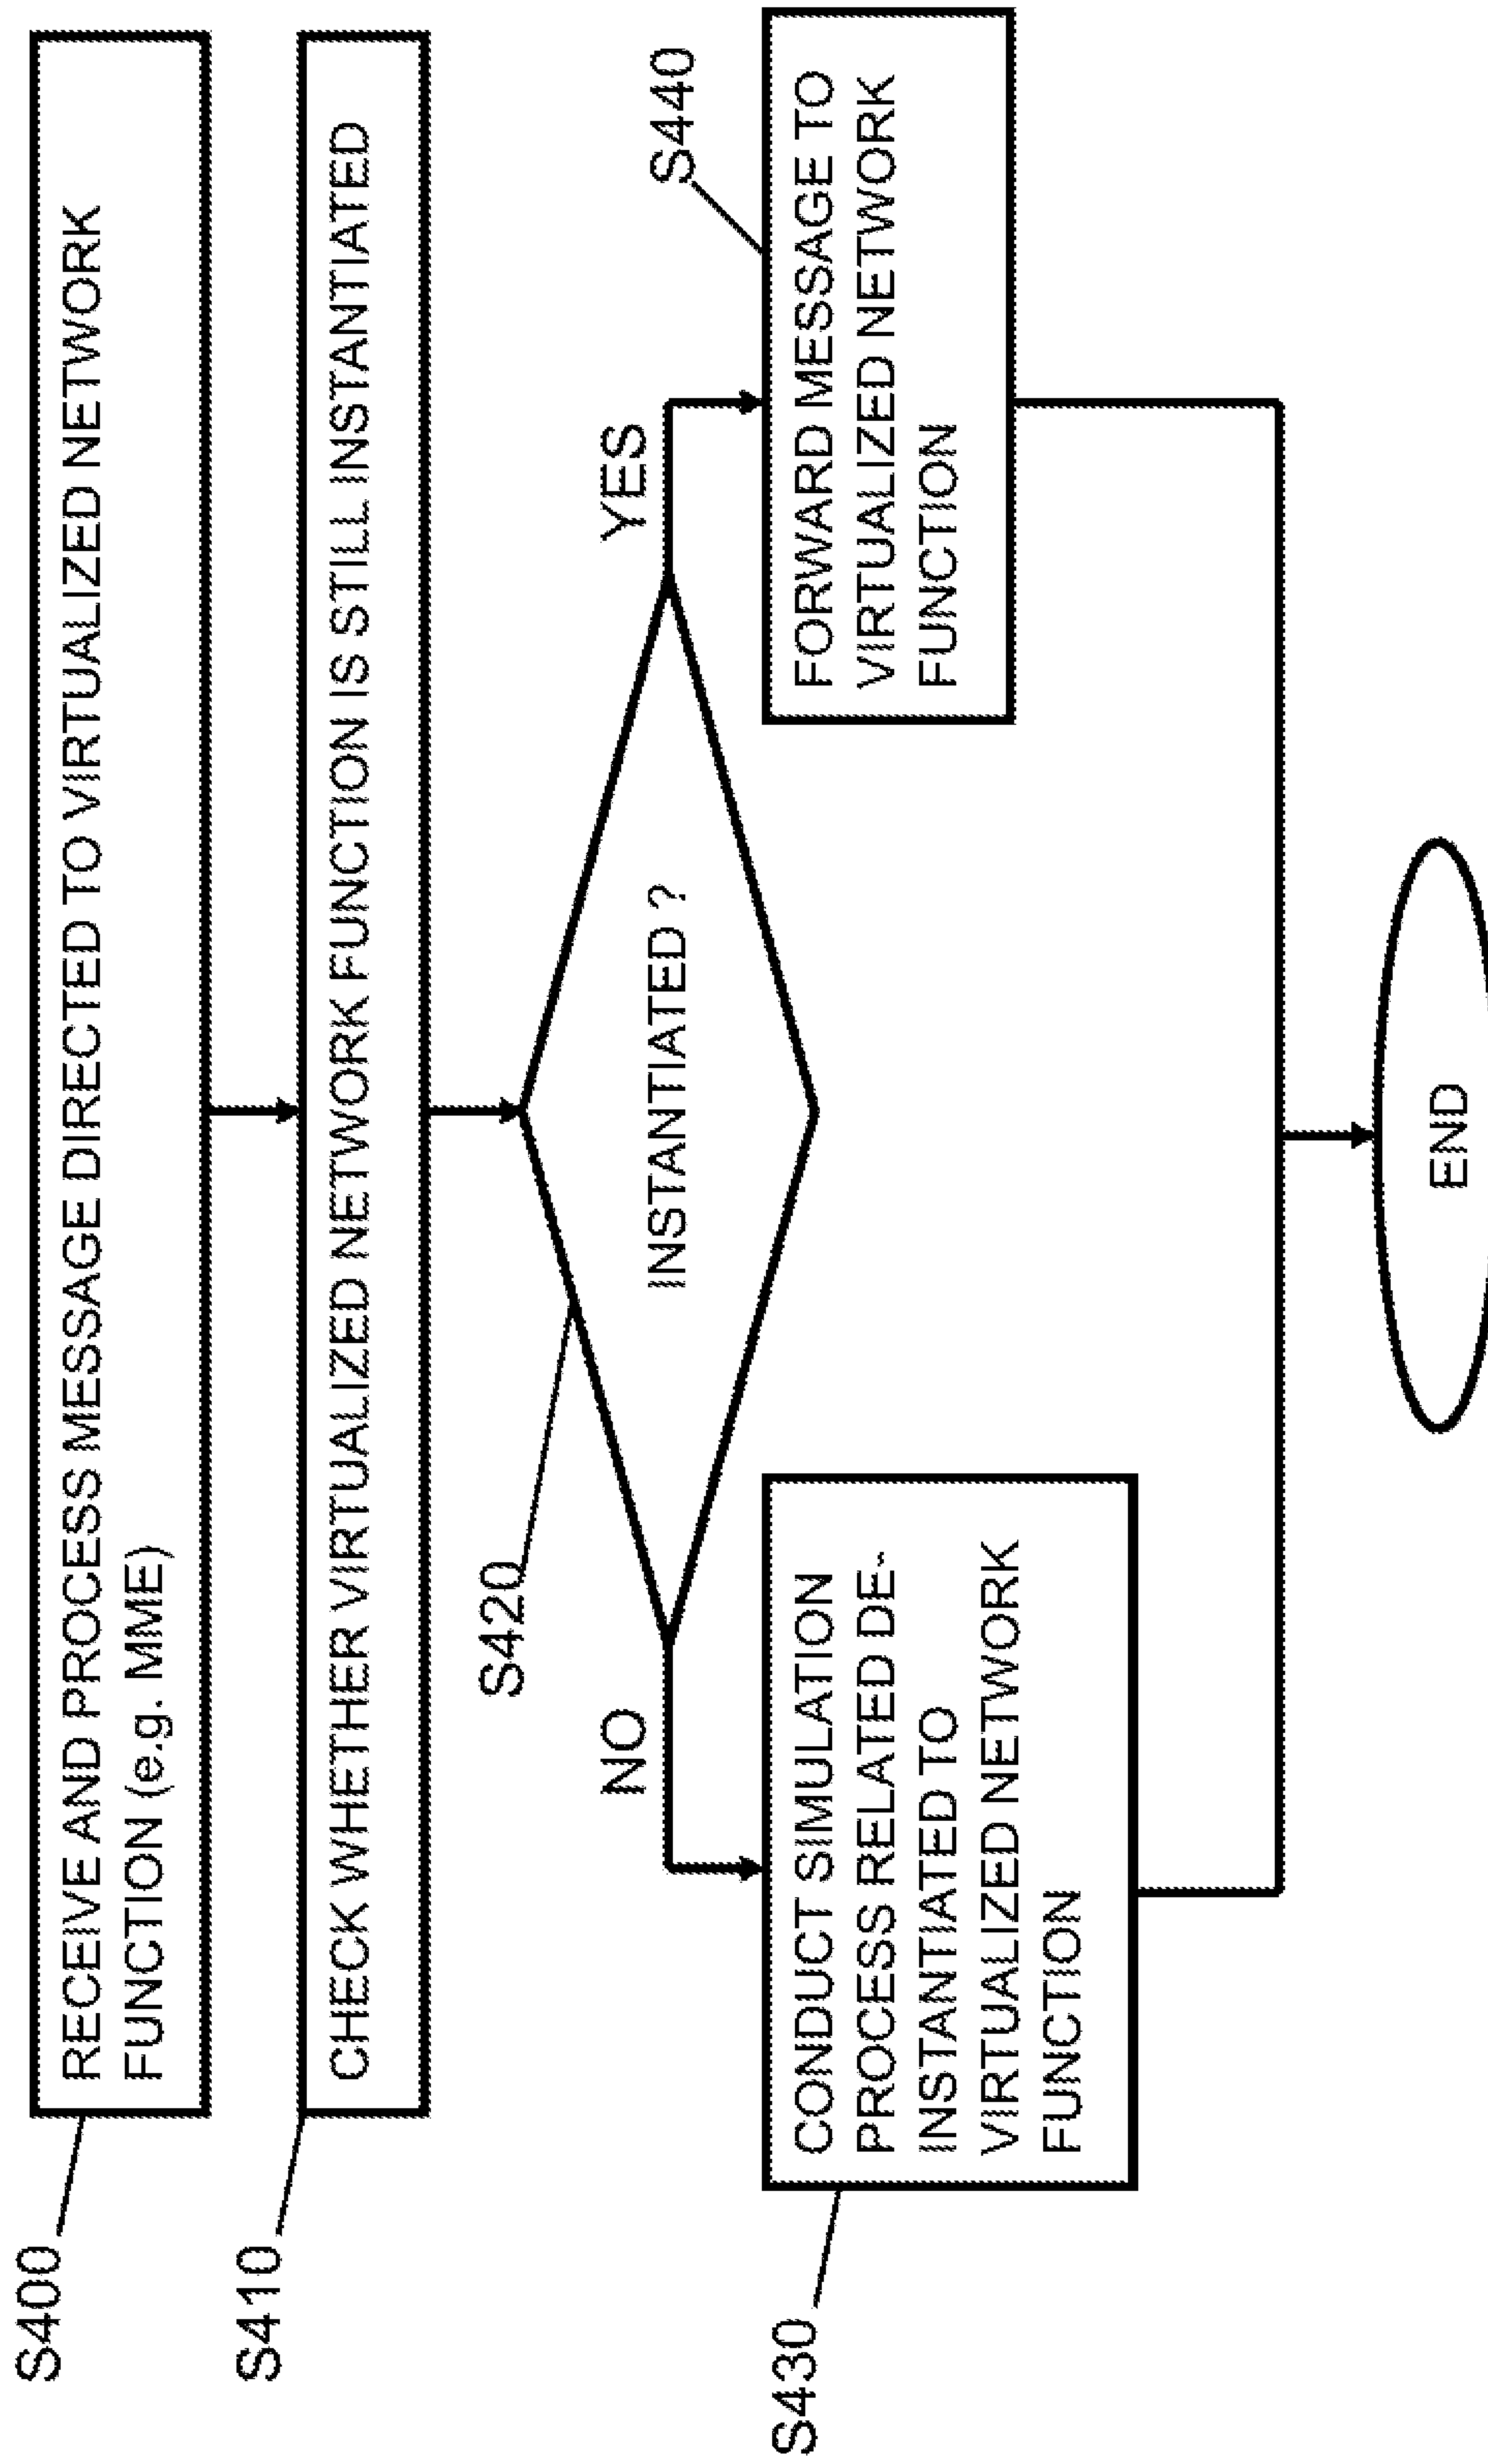 S400
RECEIVE AND PROCESS MESSAGE DIRECTED TO VIRTUALIZED NETWORK
FUNCTION (e.g. MME)
S410
CHECK WHETHER VIRTUALIZED NETWORK FUNCTION IS STILL INSTANTIATED
S420
INSTANTIATED ?
NO
YES
S430
CONDUCT SIMULATION
PROCESS RELATED DE-
INSTANTIATED TO
VIRTUALIZED NETWORK
FUNCTION
S440
FORWARD MESSAGE TO
VIRTUALIZED NETWORK
FUNCTION
END